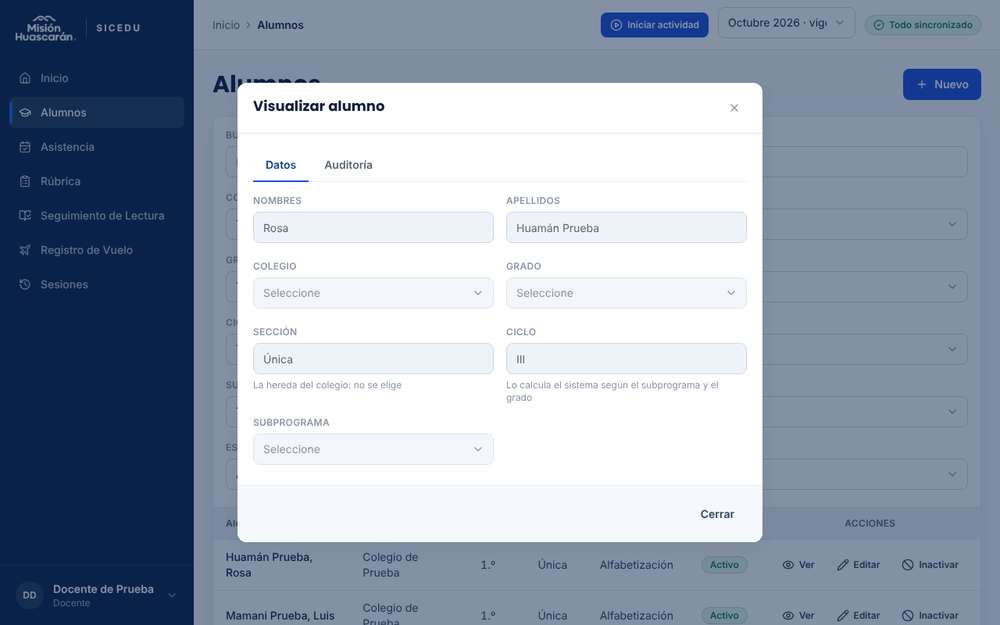 Misión
Huascarán.
SICEDU
Inicio
Alumnos
Asistencia
Rúbrica
Seguimiento de Lectura
Registro de Vuelo
Sesiones
DD
Docente de Prueba
Docente
Inicio > Alumnos
Iniciar actividad
Octubre 2026 · vig
Todo sincronizado
Nuevo
Visualizar alumno
Datos
Auditoría
NOMBRES
APELLIDOS
Rosa
Huamán Prueba
COLEGIO
GRADO
Seleccione
Seleccione
SECCIÓN
CICLO
Única
III
La hereda del colegio: no se elige
Lo calcula el sistema según el subprograma y el
grado
SUBPROGRAMA
Seleccione
Cerrar
ACCIONES
Huamán Prueba,
Rosa
Colegio de
Prueba
1.º
Única
Alfabetización
Activo
Ver
Editar
Inactivar
Mamani Prueba, Luis
Colegio de
Prueba
1.º
Única
Alfabetización
Activo
Ver
Editar
Inactivar